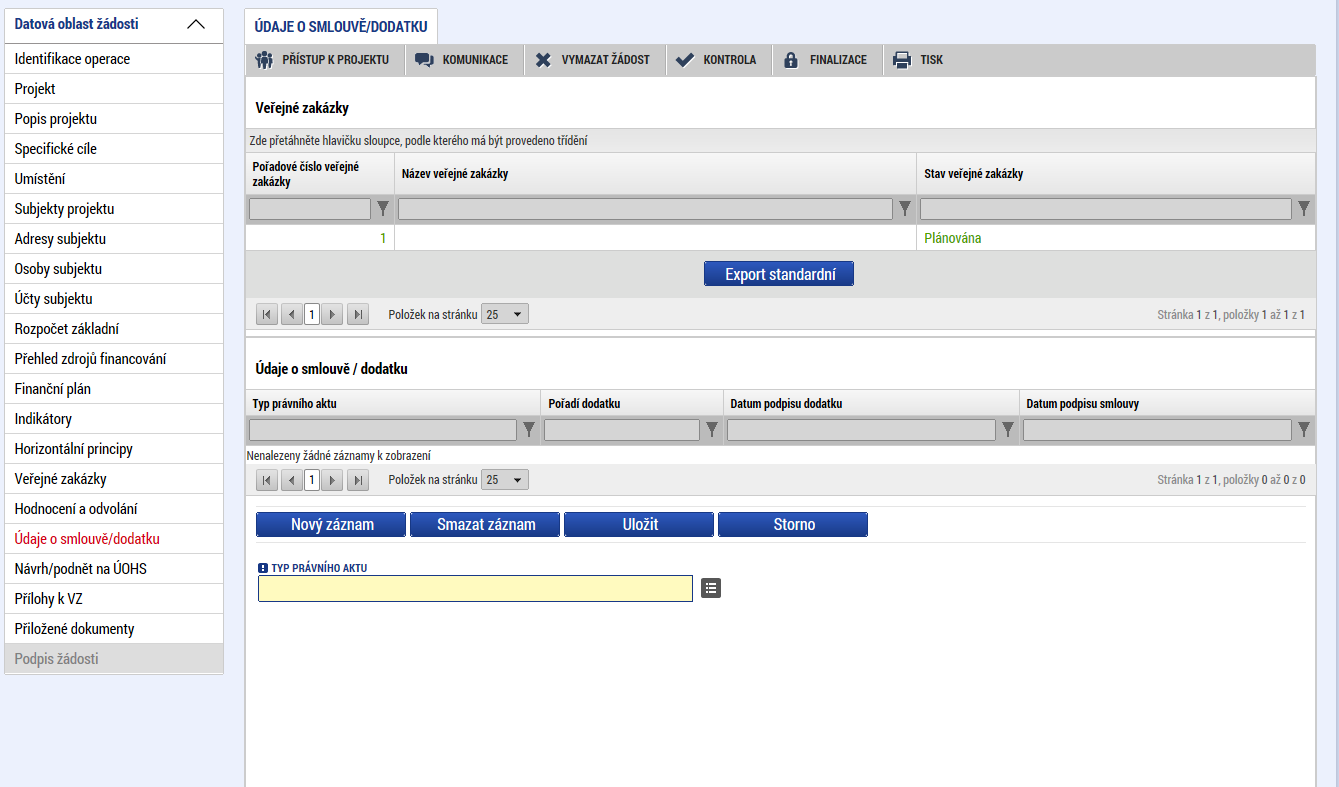 Datová oblast žádosti
Identifikace operace
Projekt
Popis projektu
Specifické cíle
Umístění
Subjekty projektu
Adresy subjektu
Osoby subjektu
Účty subjektu
Rozpočet základní
Přehled zdrojů financování
Finanční plán
Indikátory
Horizontální principy
Veřejné zakázky
Hodnocení a odvolání
Údaje o smlouvě/dodatku
Návrh/podnět na ÚOHS
Přílohy k VZ
Přiložené dokumenty
Podpis žádosti
ÚDAJE O SMLOUVĚ/DODATKU
PŘÍSTUP K PROJEKTU KOMUNIKACE VYMAZAT ŽÁDOST KONTROLA FINALIZACE TISK
Veřejné zakázky
Zde přetáhněte hlavičku sloupce, podle kterého má být provedeno třídění
Pořadové číslo veřejné
zakázky
Název veřejné zakázky
Stav veřejné zakázky
1 Plánována
Export standardní
1 Položek na stránku 25 Stránka 1 z 1, položky 1 až 1 z 1
Údaje o smlouvě / dodatku
Typ právního aktu Pořadí dodatku Datum podpisu dodatku Datum podpisu smlouvy
Nenalezeny žádné záznamy k zobrazení
1 Položek na stránku 25 Stránka 1 z 1, položky 0 až 0 z 0
Nový záznam Smazat záznam Uložit Storno
TYP PRÁVNÍHO AKTU